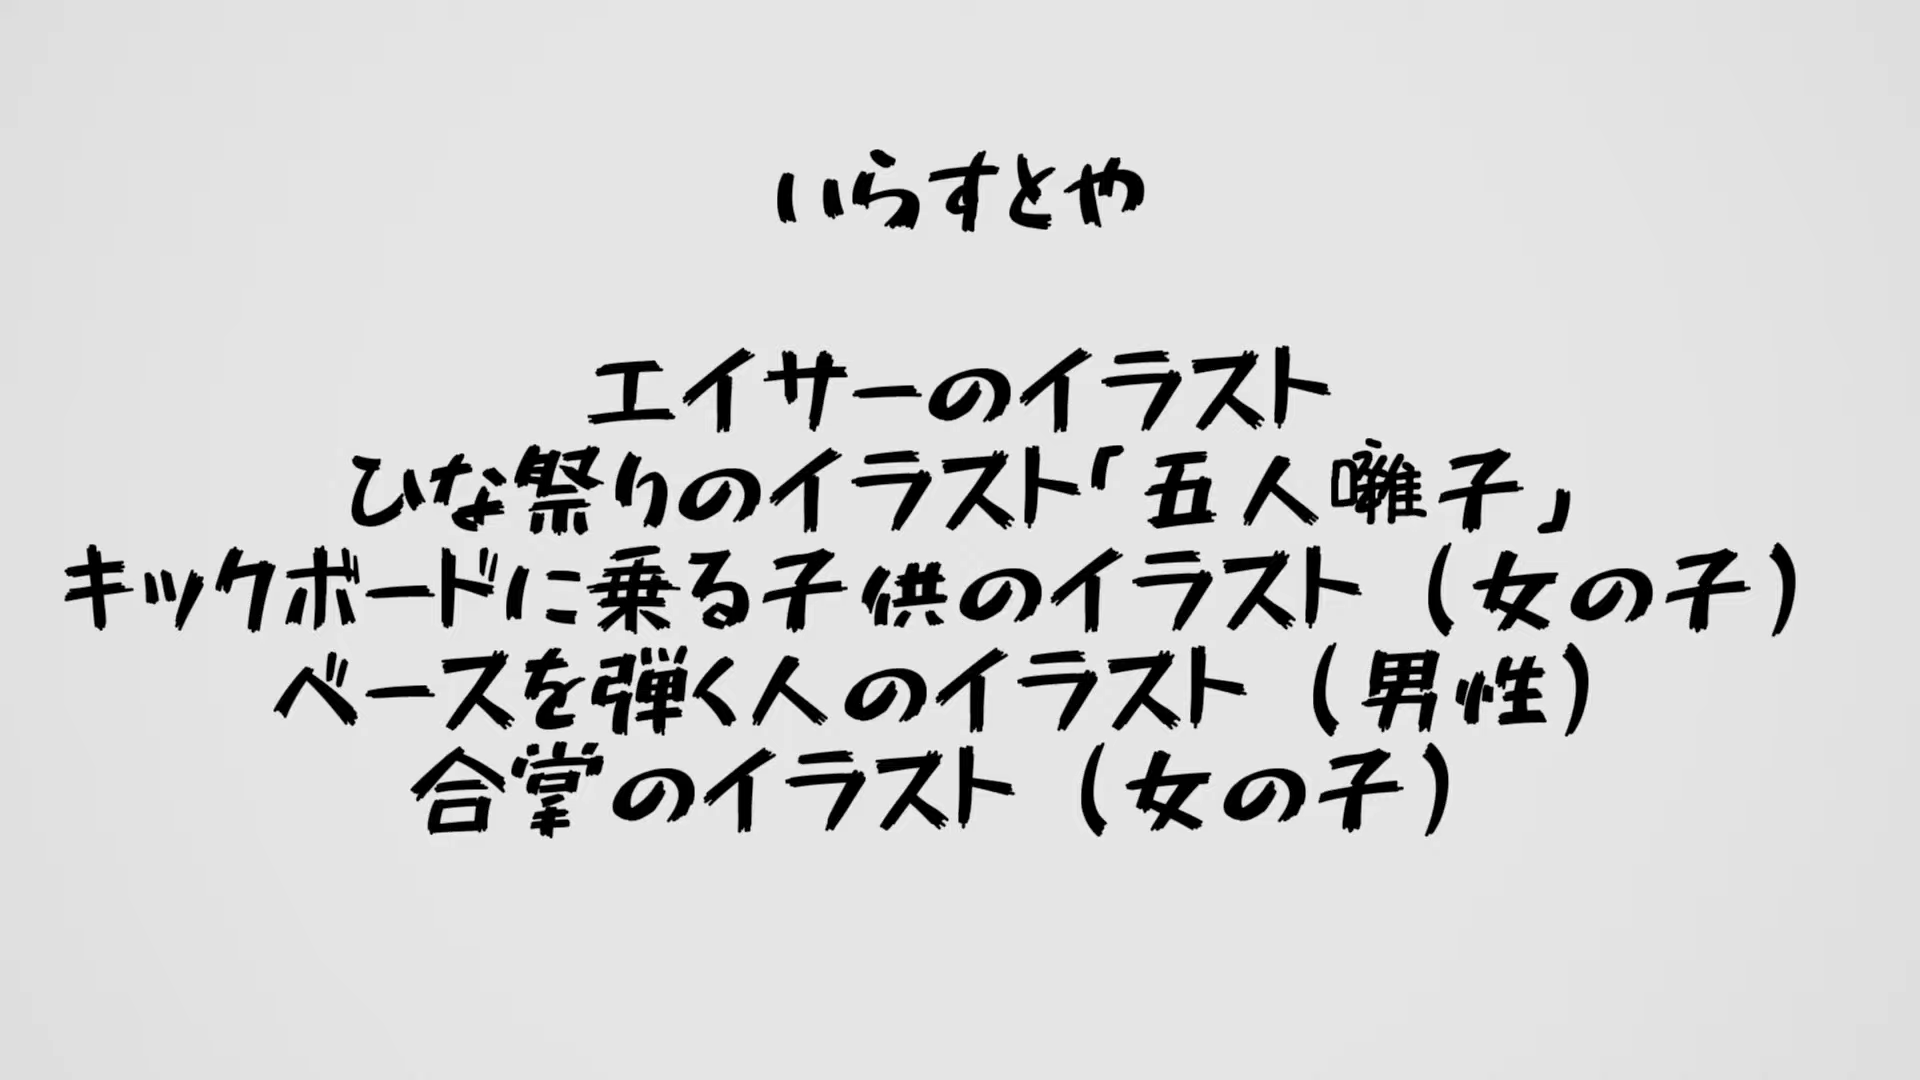 いらすとや
エイサーのイラスト
ひな祭りのイラスト「五人囃子」
キックボードに乗る子供のイラスト（女の子）
ベースを弾く人のイラスト（男性）
合掌のイラスト（女の子）